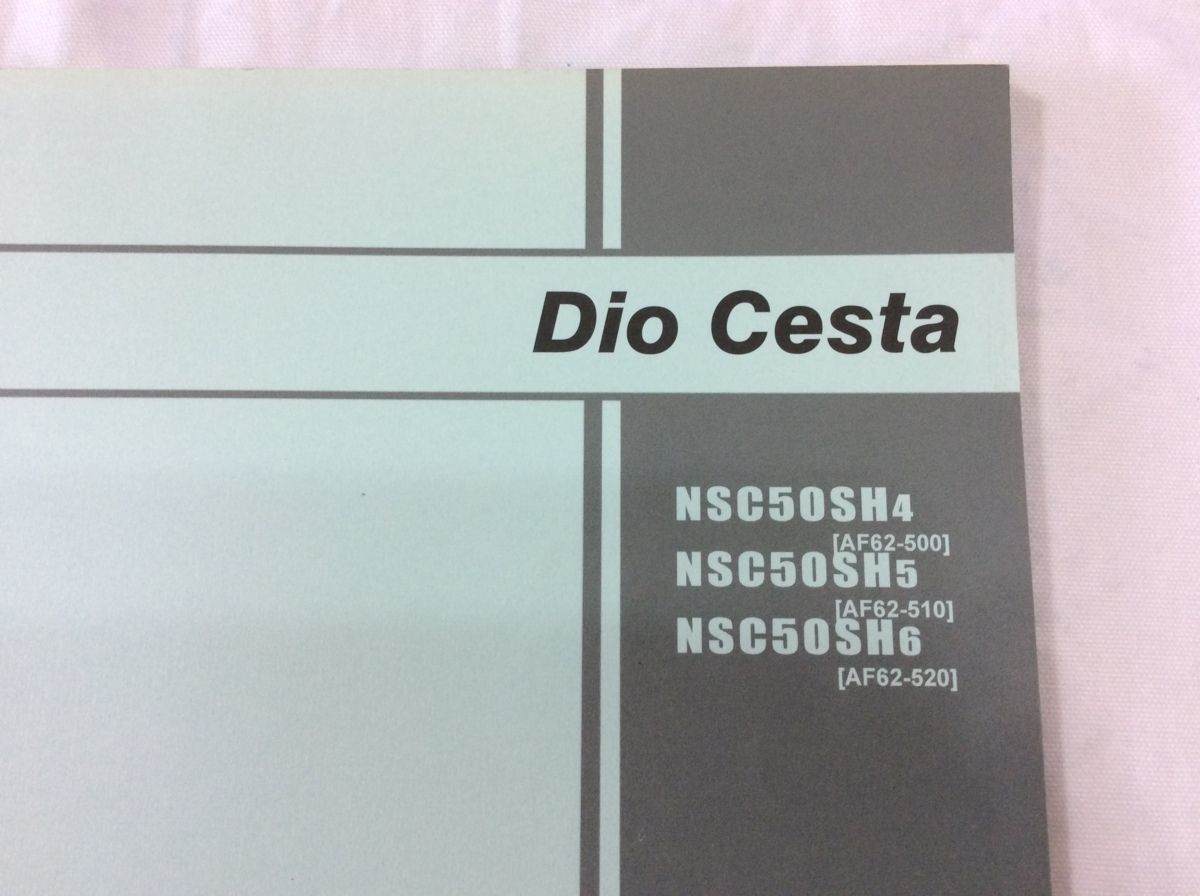 Dio Cesta
NSC50SH4
[AF62-500]
NSC50SH5
[AF62-510]
NSC50SH6
[AF62-520]